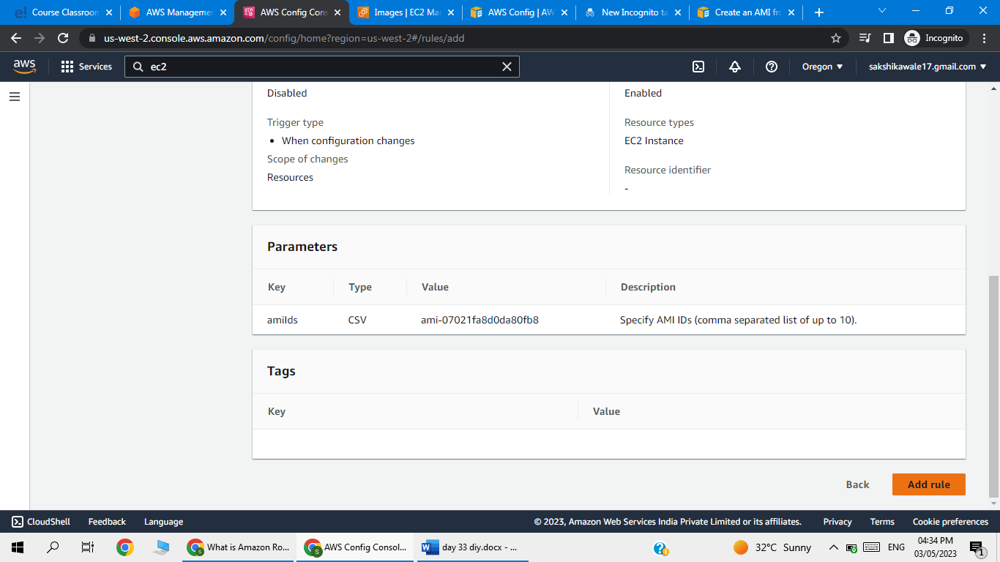 Course Classroom
AWS Manageme
AWS Config Cons
Images | EC2 Ma
AWS Config | AW
New Incognito ta
Create an AMI fro
us-west-2.console.aws.amazon.com/config/home?region=us-west-2#/rules/add
Incognito
aws
Services
ec2
Oregon
sakshikawale17.gmail.com
Disabled
Enabled
Trigger type
• When configuration changes
Scope of changes
Resources
Resource types
EC2 Instance
Resource identifier
-
Parameters
Key Type Value Description
amiIds CSV ami-07021fa8d0da80fb8 Specify AMI IDs (comma separated list of up to 10).
Tags
Key Value
Back
Add rule
CloudShell Feedback Language © 2023, Amazon Web Services India Private Limited or its affiliates. Privacy Terms Cookie preferences
What is Amazon Ro...
AWS Config Consol...
day 33 diy.docx - ...
32°C Sunny
ENG
04:34 PM
03/05/2023
1